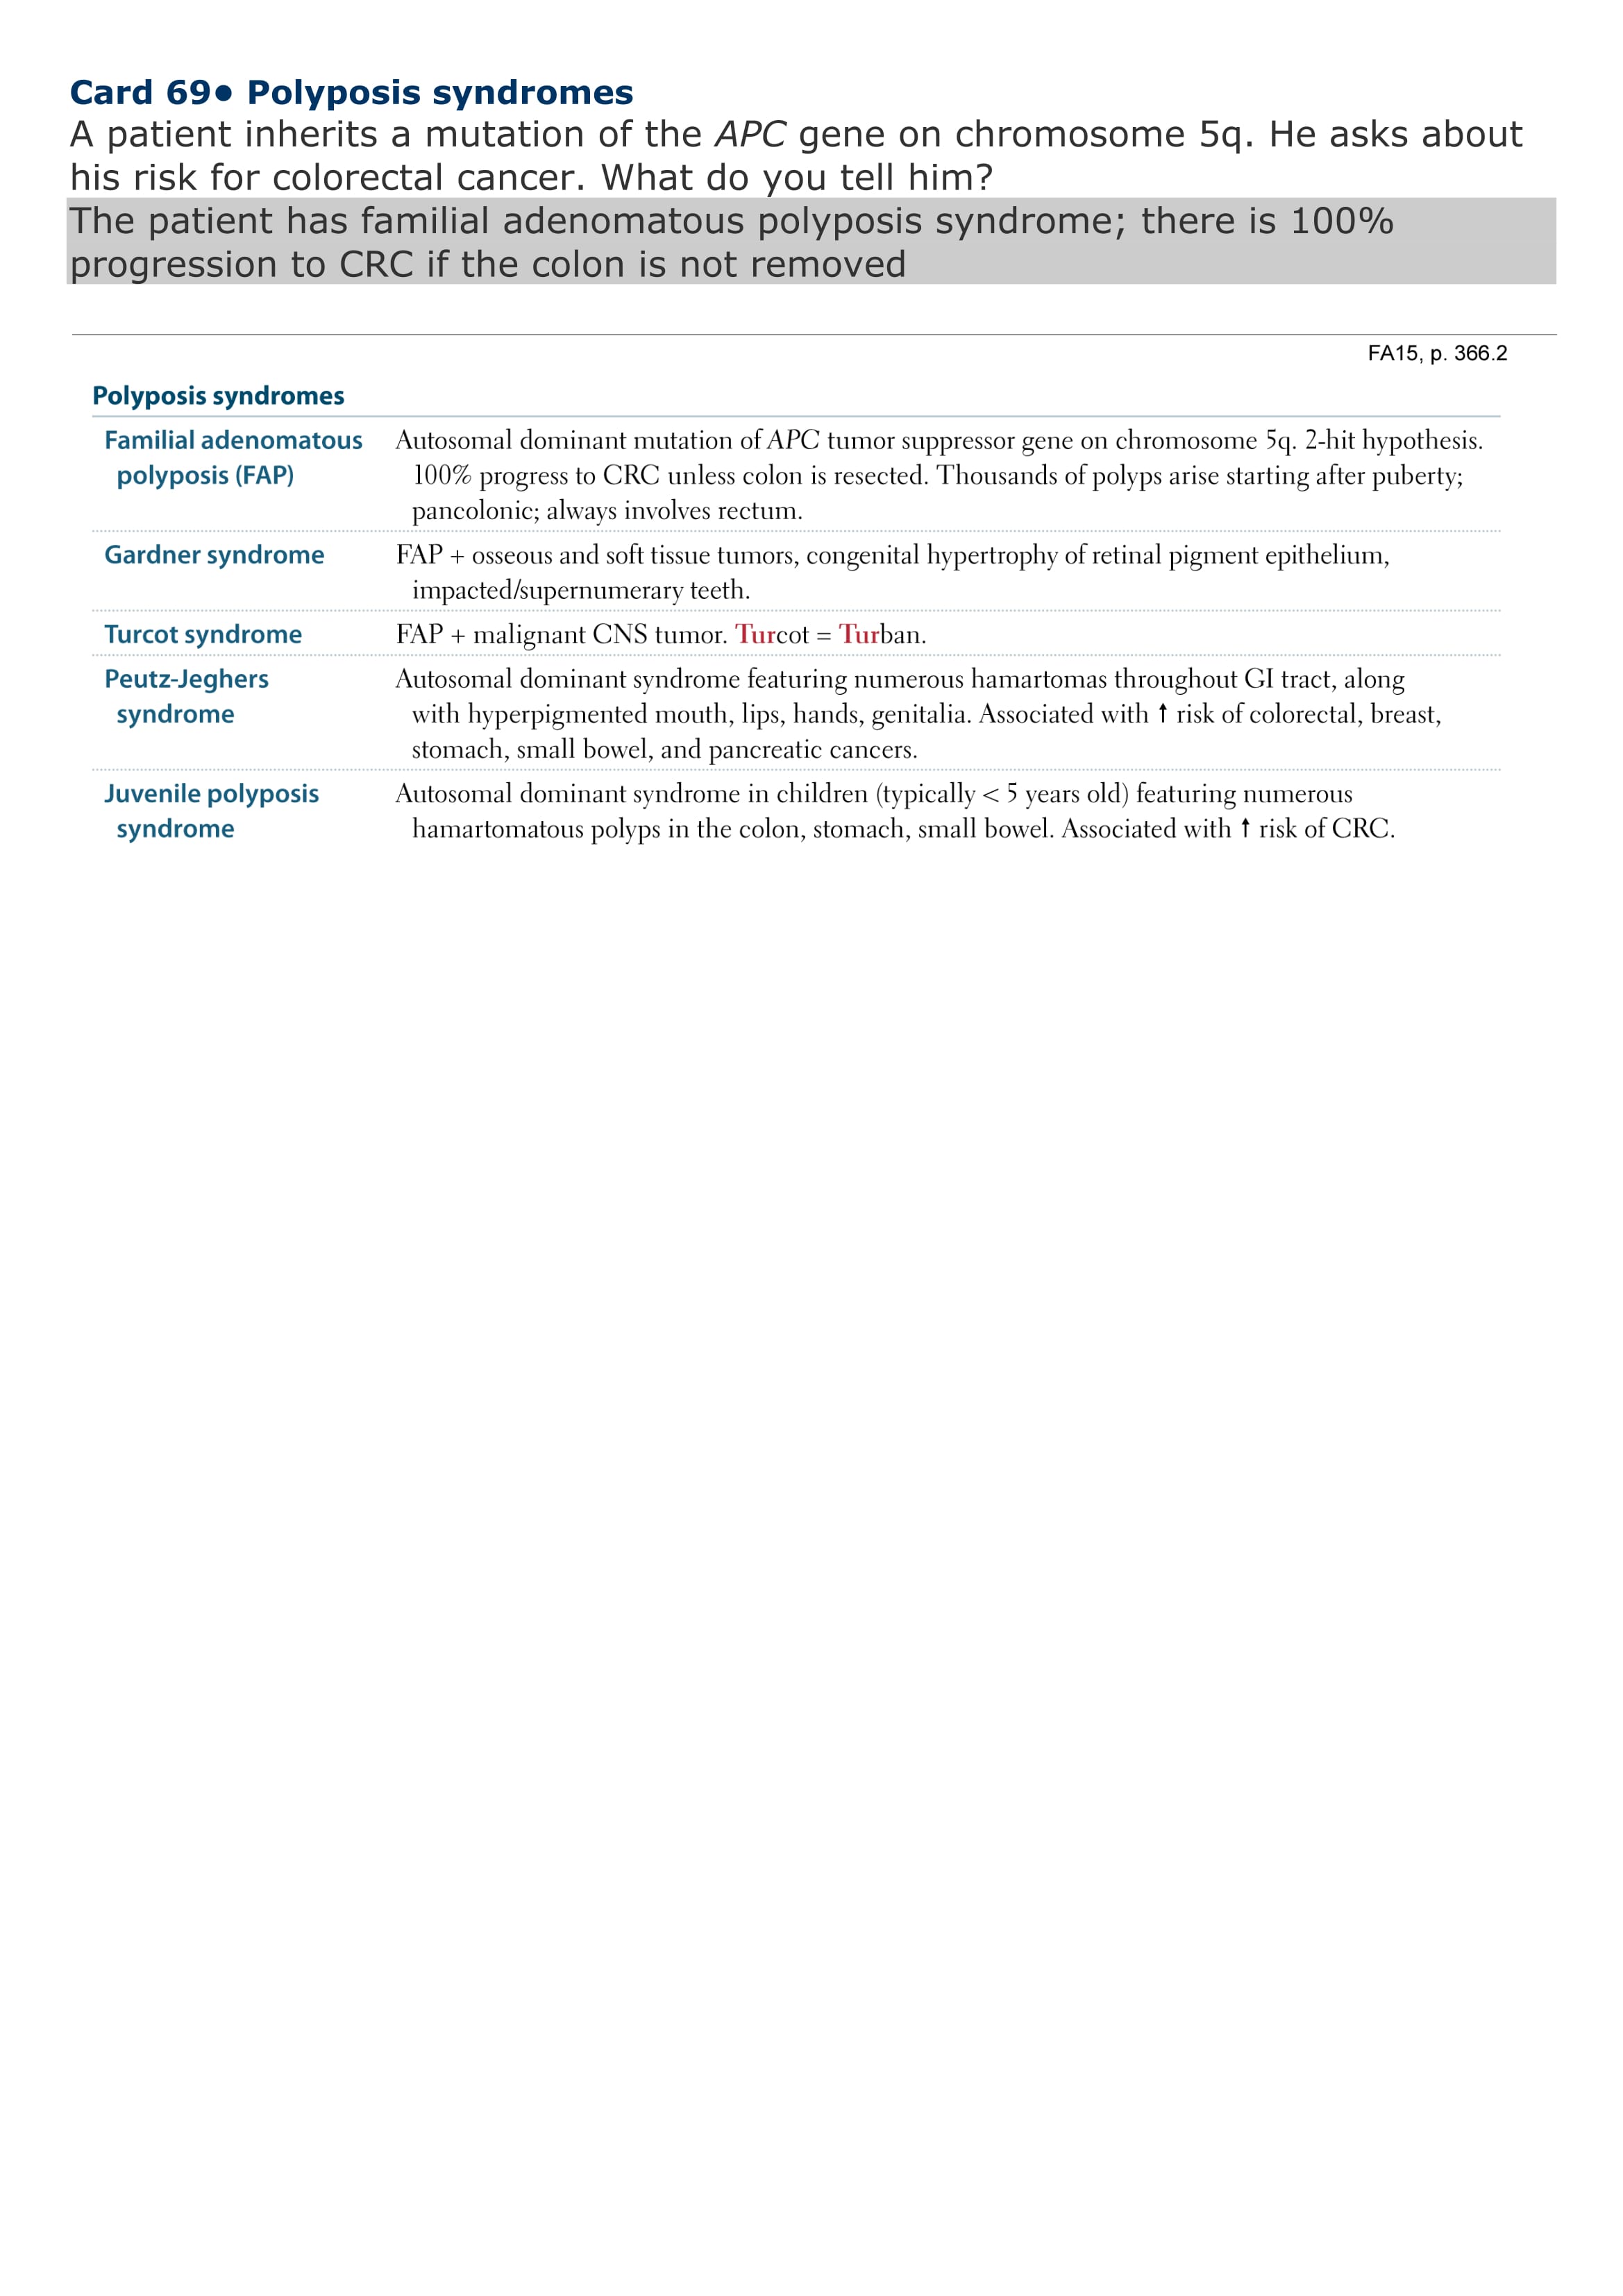 Card 69● Polyposis syndromes
A patient inherits a mutation of the APC gene on chromosome 5q. He asks about
his risk for colorectal cancer. What do you tell him?
The patient has familial adenomatous polyposis syndrome; there is 100%
progression to CRC if the colon is not removed
FA15, p. 366.2
Polyposis syndromes
Familial adenomatous polyposis (FAP)
Autosomal dominant mutation of APC tumor suppressor gene on chromosome 5q. 2-hit hypothesis.
100% progress to CRC unless colon is resected. Thousands of polyps arise starting after puberty;
pancolonic; always involves rectum.
Gardner syndrome
FAP + osseous and soft tissue tumors, congenital hypertrophy of retinal pigment epithelium,
impacted/supernumerary teeth.
Turcot syndrome
FAP + malignant CNS tumor. Turcot = Turban.
Peutz-Jeghers
syndrome
Autosomal dominant syndrome featuring numerous hamartomas throughout GI tract, along
with hyperpigmented mouth, lips, hands, genitalia. Associated with ↑ risk of colorectal, breast,
stomach, small bowel, and pancreatic cancers.
Juvenile polyposis
syndrome
Autosomal dominant syndrome in children (typically < 5 years old) featuring numerous
hamartomatous polyps in the colon, stomach, small bowel. Associated with ↑ risk of CRC.